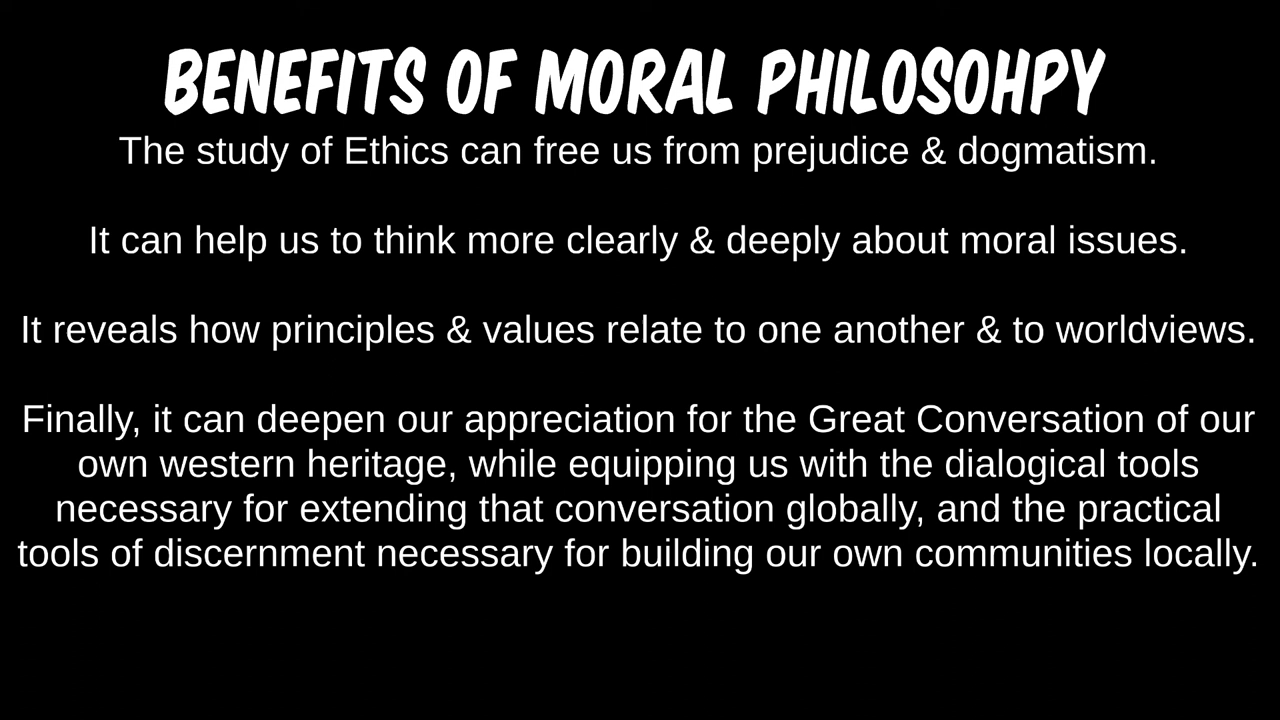 BENEFITS OF MORAL PHILOSOHPY
The study of Ethics can free us from prejudice & dogmatism.
It can help us to think more clearly & deeply about moral issues.
It reveals how principles & values relate to one another & to worldviews.
Finally, it can deepen our appreciation for the Great Conversation of our
own western heritage, while equipping us with the dialogical tools
necessary for extending that conversation globally, and the practical
tools of discernment necessary for building our own communities locally.